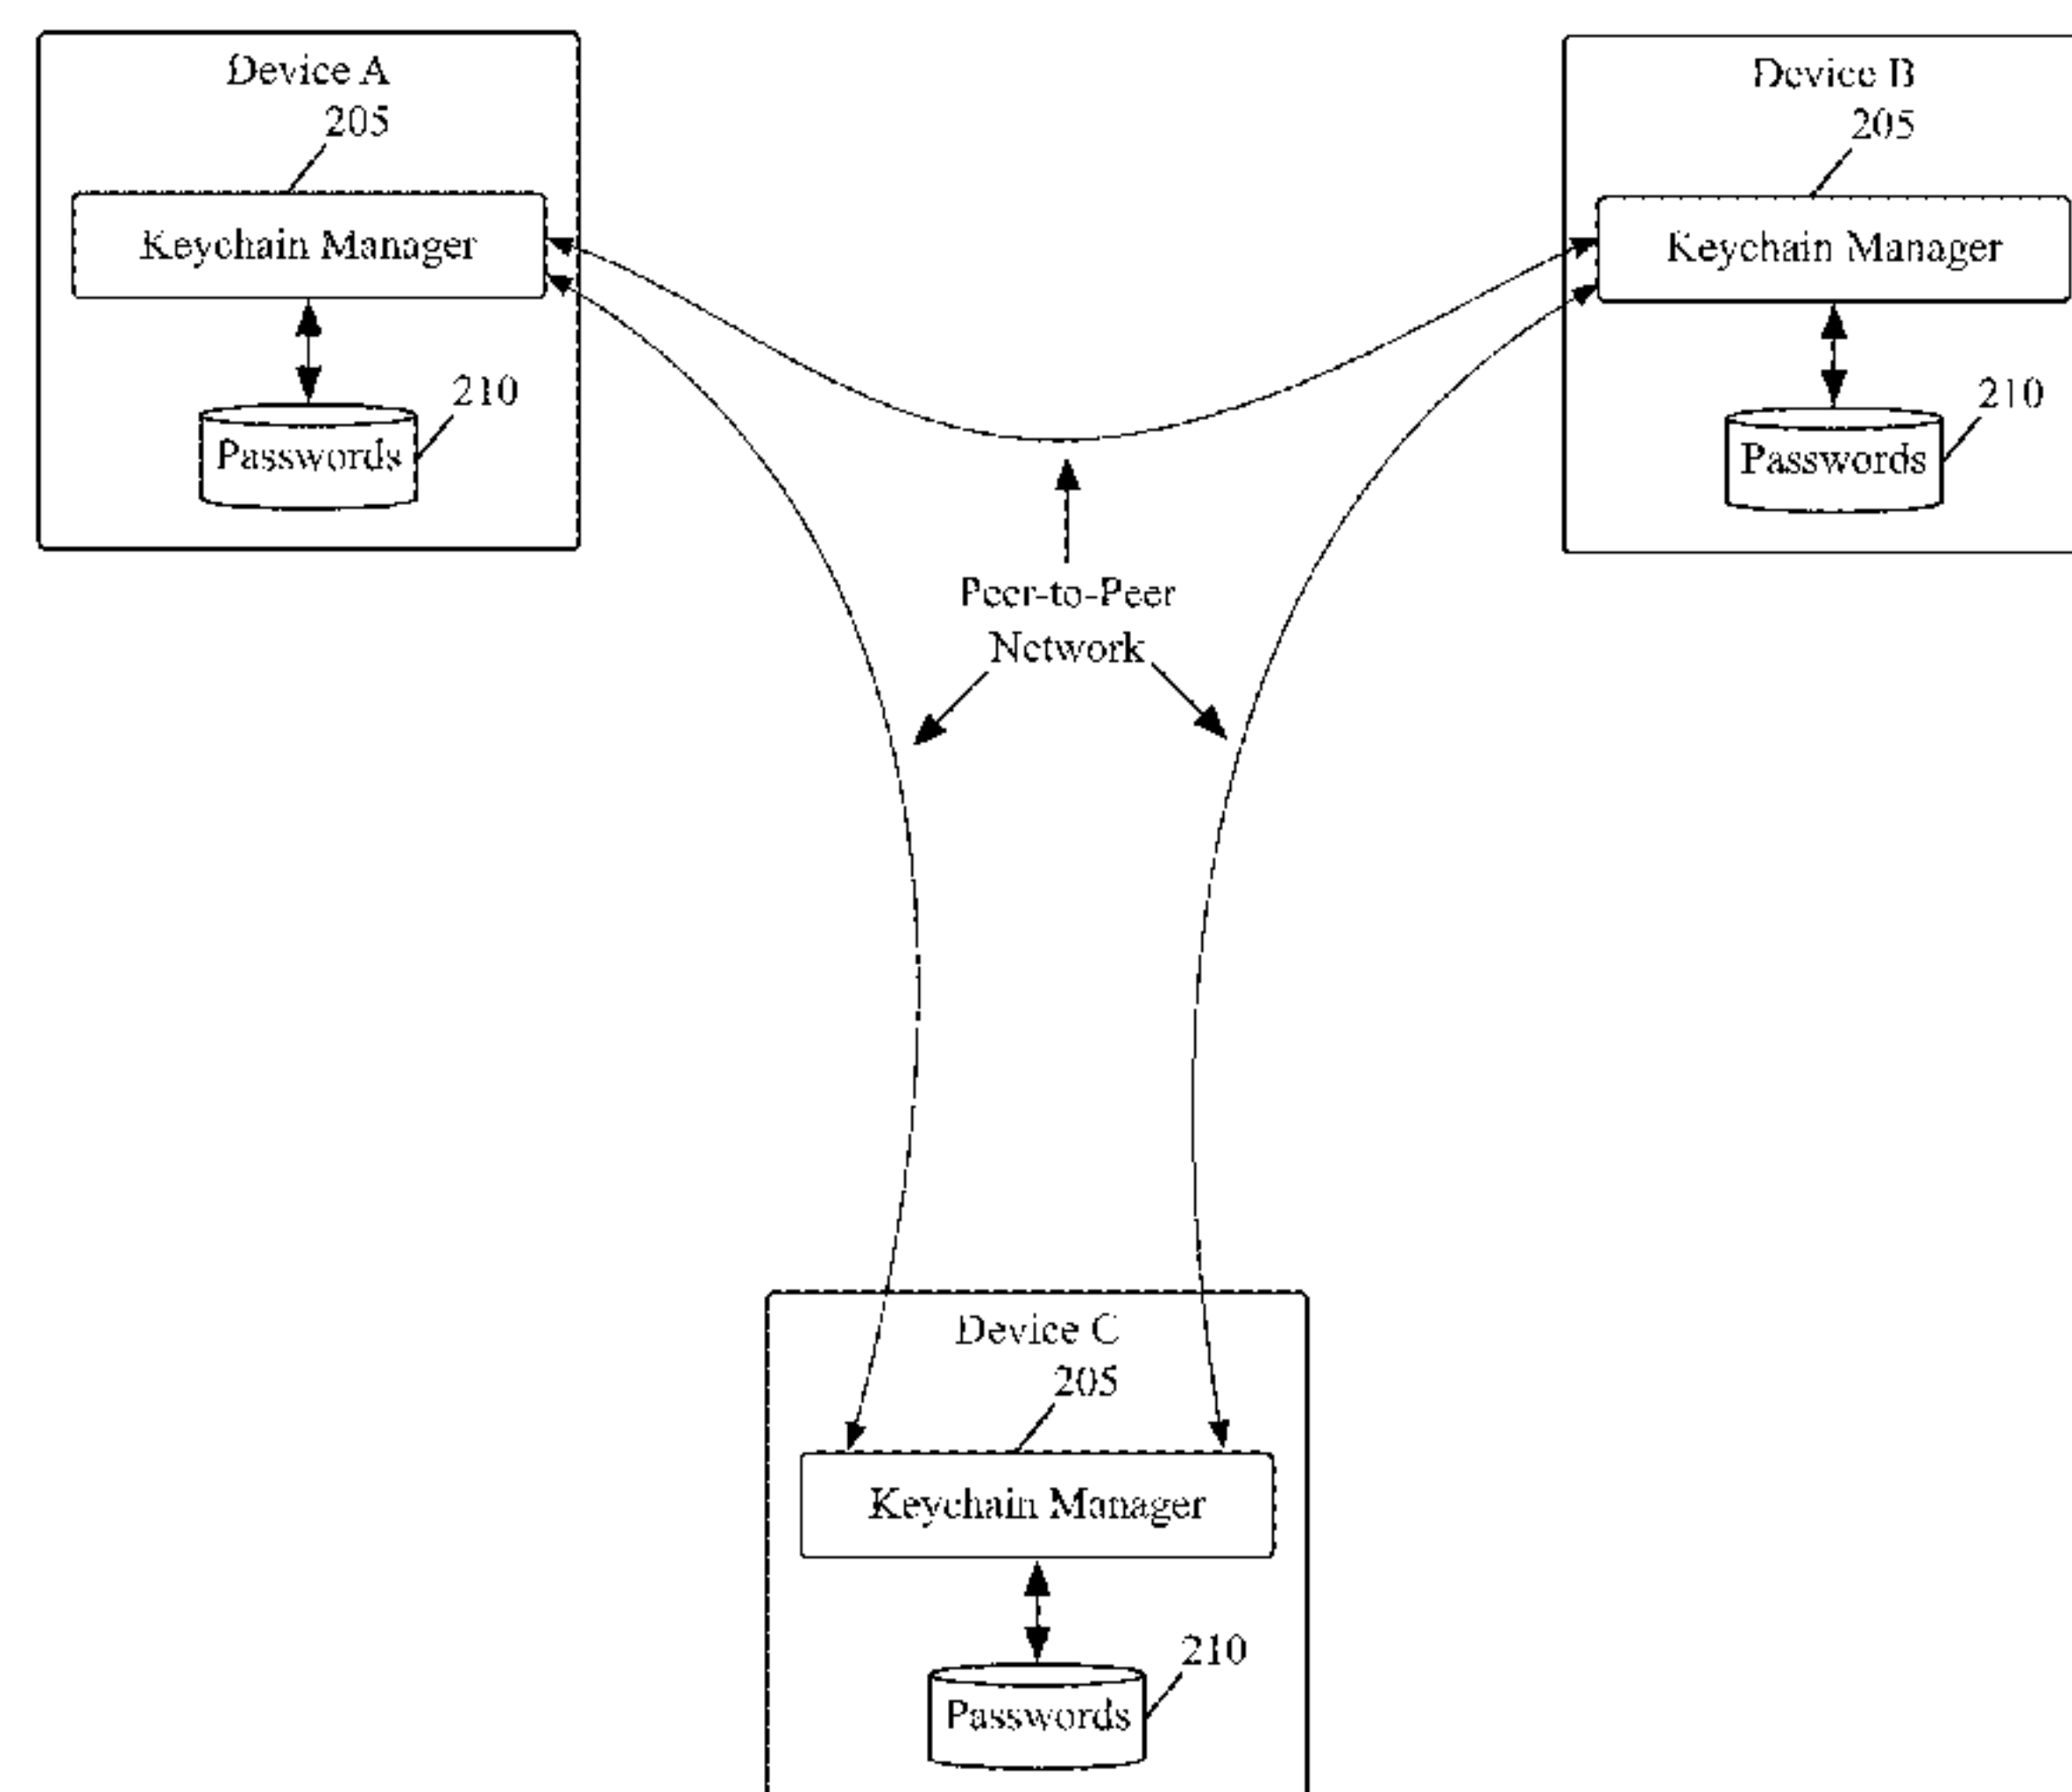 Device A
205
Keychain Manager
210
Passwords
Device B
205
Keychain Manager
210
Passwords
Peer-to-Peer
Network
Device C
205
Keychain Manager
210
Passwords